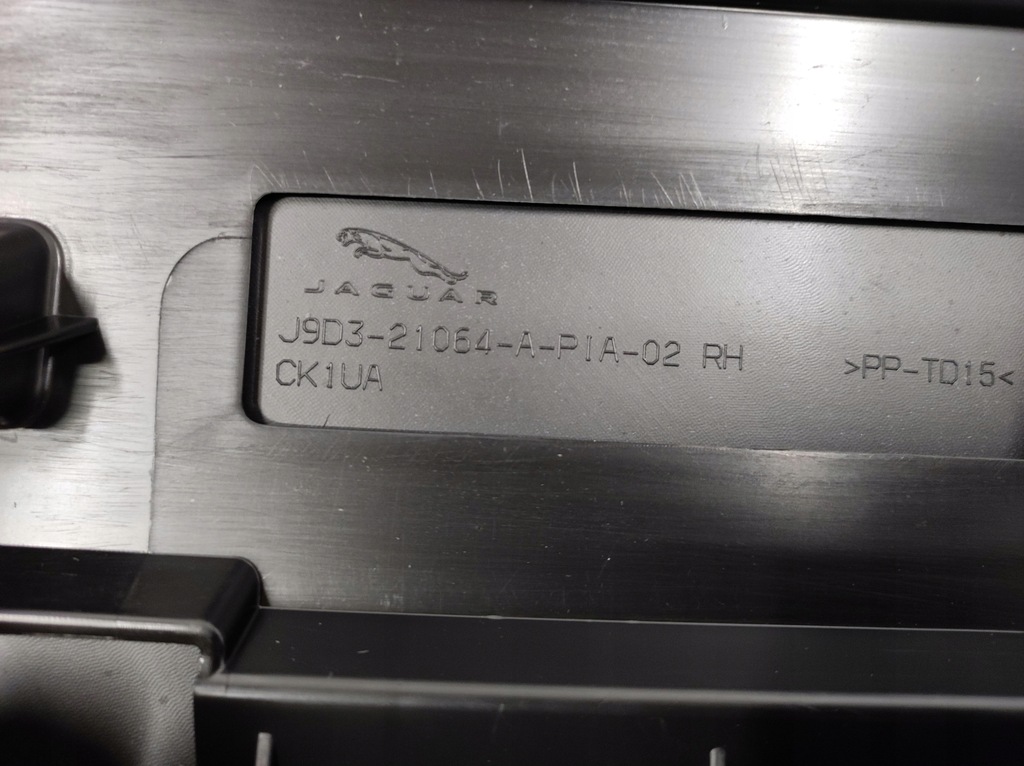 JAGUAR
J9D3-21064-A-PIA-02 RH
CK1UA
>PP-TD15<